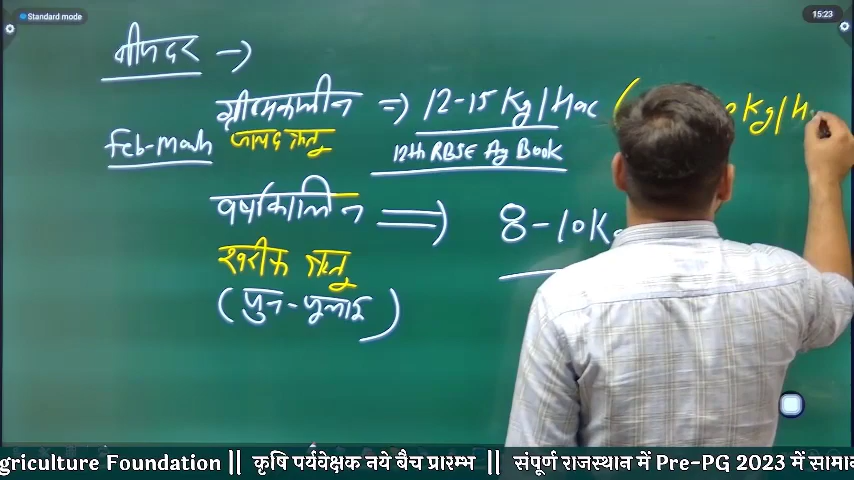 Standard mode
15:23
बीजदर →
ग्रीष्मकालीन => 12-15 Kg/Hac (
Feb-March जायद ऋतु
12th RBSE Ag Book
वर्षाकालीन => 8-10K
खरीफ ऋतु
(जुन-जुलाई)
griculture Foundation || कृषि पर्यवेक्षक नये बैच प्रारम्भ || संपूर्ण राजस्थान में Pre-PG 2023 में सामा